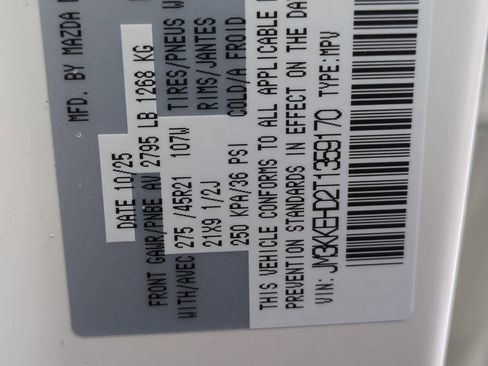 MFD. BY MAZDA
DATE 10/25
FRONT GAWR/PNBE AV 2795 LB 1268 KG
TIRES/PNEUS
WITH/AVEC 275 /45R21 107W
RIMS/JANTES
21X9 1/2J
COLD/A FROID
250 KPA/36 PSI
THIS VEHICLE CONFORMS TO ALL APPLICABLE
PREVENTION STANDARDS IN EFFECT ON THE
VIN: JM3KKEHD2T1359170 TYPE: MPV